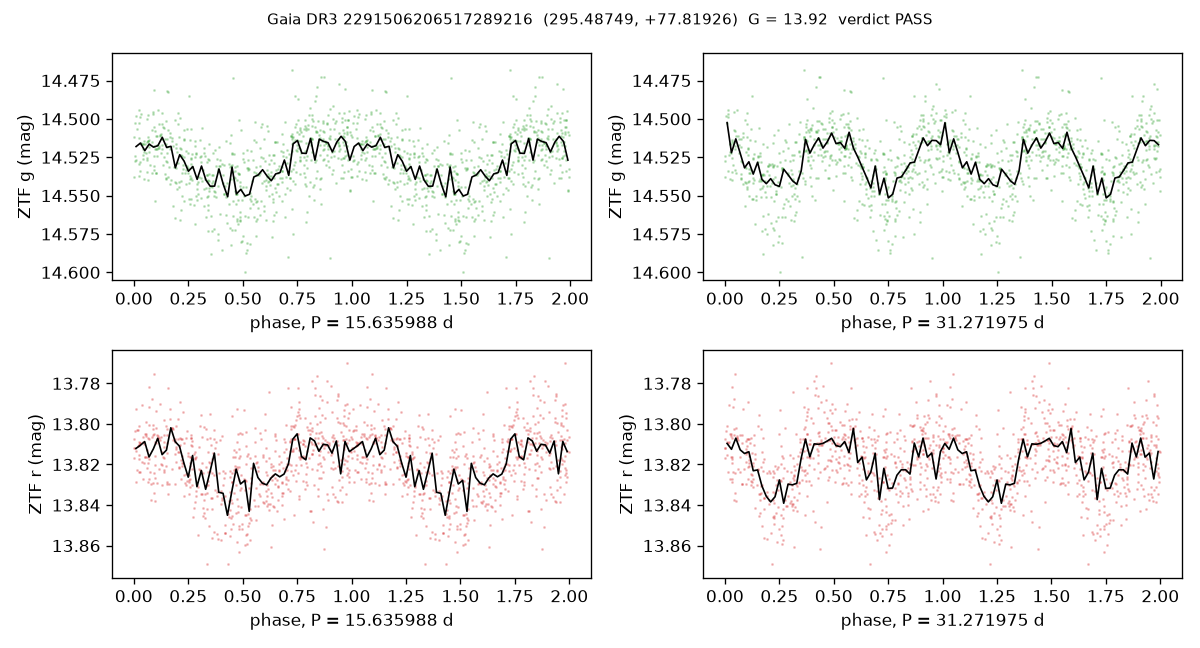 Gaia DR3 2291506206517289216  (295.48749, +77.81926)  G = 13.92  verdict PASS
ZTF g (mag)
14.475
14.500
14.525
14.550
14.575
14.600
0.00 0.25 0.50 0.75 1.00 1.25 1.50 1.75 2.00
phase, P = 15.635988 d
ZTF g (mag)
14.475
14.500
14.525
14.550
14.575
14.600
0.00 0.25 0.50 0.75 1.00 1.25 1.50 1.75 2.00
phase, P = 31.271975 d
ZTF r (mag)
13.78
13.80
13.82
13.84
13.86
0.00 0.25 0.50 0.75 1.00 1.25 1.50 1.75 2.00
phase, P = 15.635988 d
ZTF r (mag)
13.78
13.80
13.82
13.84
13.86
0.00 0.25 0.50 0.75 1.00 1.25 1.50 1.75 2.00
phase, P = 31.271975 d